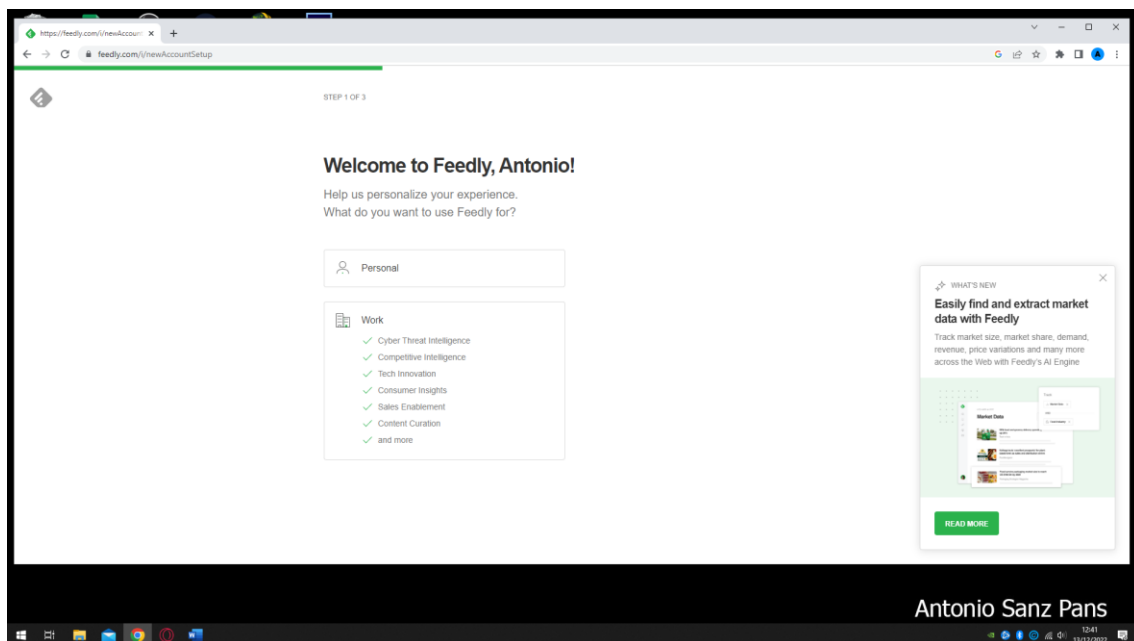 https://feedly.com/i/newAccount
feedly.com/i/newAccountSetup
STEP 1 OF 3
Welcome to Feedly, Antonio!
Help us personalize your experience.
What do you want to use Feedly for?
Personal
Work
Cyber Threat Intelligence
Competitive Intelligence
Tech Innovation
Consumer Insights
Sales Enablement
Content Curation
and more
WHAT'S NEW
Easily find and extract market
data with Feedly
Track market size, market share, demand,
revenue, price variations and many more
across the Web with Feedly's AI Engine
Market Data
READ MORE
Antonio Sanz Pans
12:41
13/12/2022